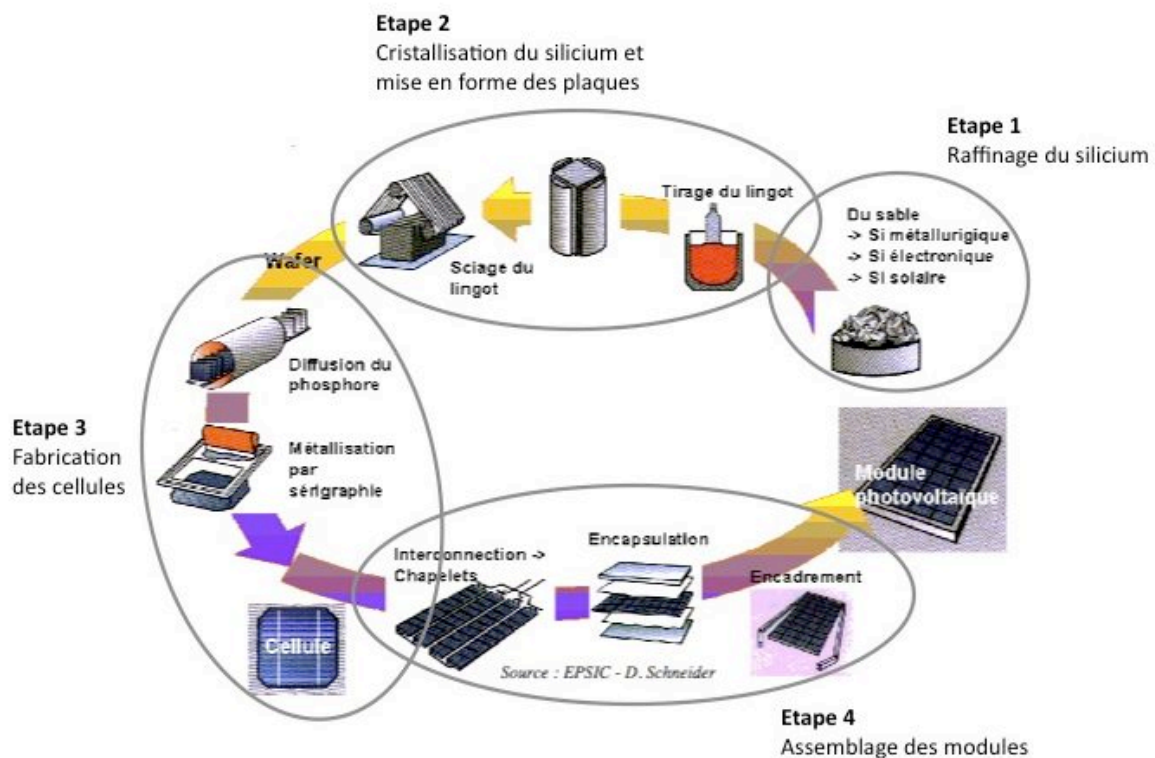 Etape 2
Cristallisation du silicium et
mise en forme des plaques
Etape 1
Raffinage du silicium
Tirage du lingot
Du sable
-> Si métallurigique
-> Si électronique
-> Si solaire
Sciage du
lingot
Wafer
Diffusion du
phosphore
Etape 3
Fabrication
des cellules
Métallisation
par
sérigraphie
Module
photovoltaïque
Interconnection ->
Chapelets
Encapsulation
Encadrement
Cellule
Source : EPSIC - D. Schneider
Etape 4
Assemblage des modules